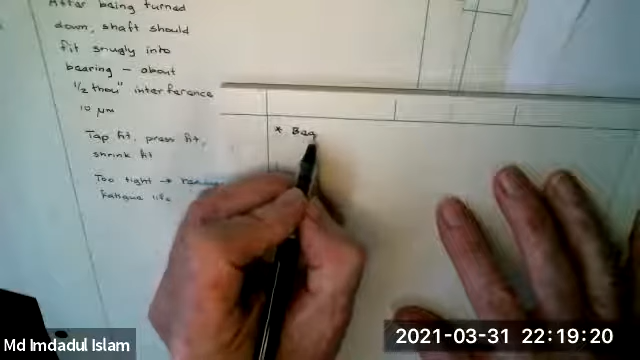 After being turned
down, shaft should
fit snugly into
bearing — about
"½ thou" interference
10 μm
Tap fit, press fit,
shrink fit
Too tight →
fatigue life
* Bea
Md Imdadul Islam
2021-03-31 22:19:20